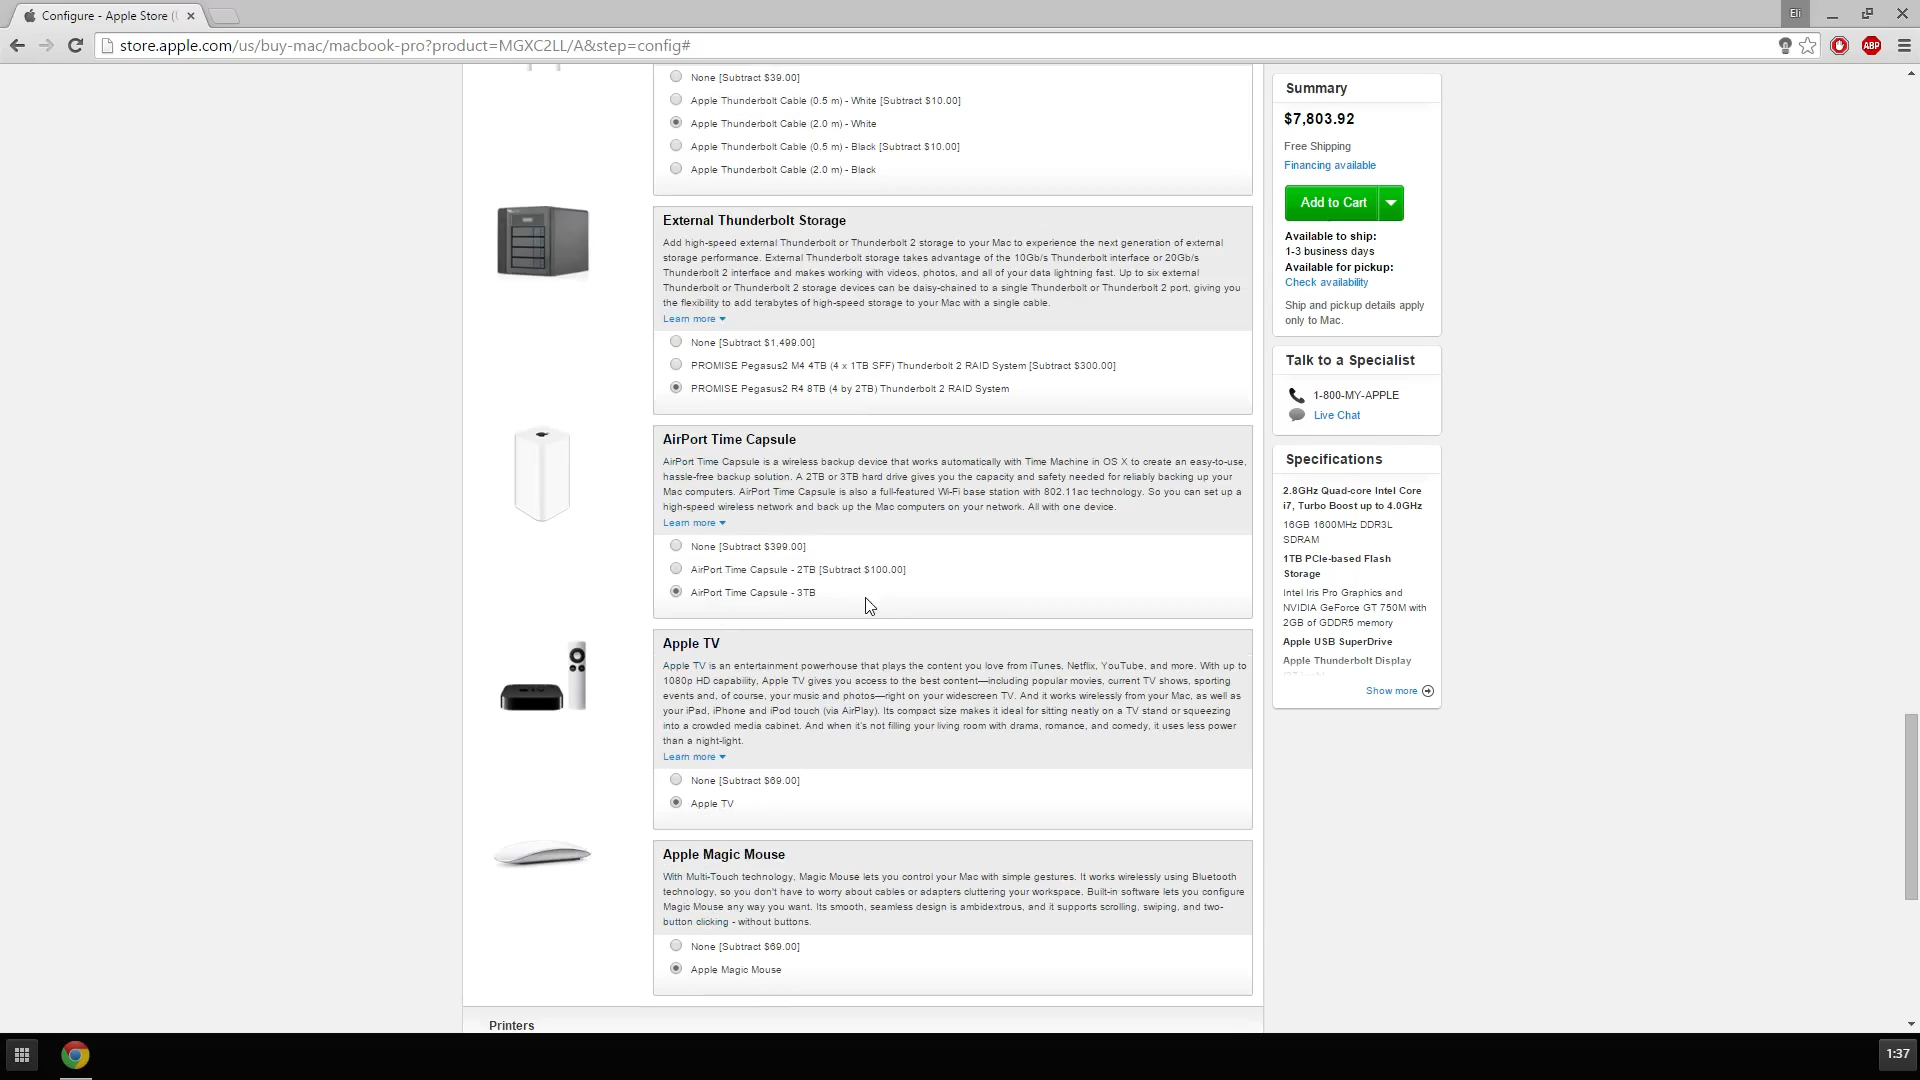 Configure - Apple Store (
Eli
store.apple.com/us/buy-mac/macbook-pro?product=MGXC2LL/A&step=config#
ABP
None [Subtract $39.00]
Apple Thunderbolt Cable (0.5 m) - White [Subtract $10.00]
Apple Thunderbolt Cable (2.0 m) - White
Apple Thunderbolt Cable (0.5 m) - Black [Subtract $10.00]
Apple Thunderbolt Cable (2.0 m) - Black
External Thunderbolt Storage
Add high-speed external Thunderbolt or Thunderbolt 2 storage to your Mac to experience the next generation of external
storage performance. External Thunderbolt storage takes advantage of the 10Gb/s Thunderbolt interface or 20Gb/s
Thunderbolt 2 interface and makes working with videos, photos, and all of your data lightning fast. Up to six external
Thunderbolt or Thunderbolt 2 storage devices can be daisy-chained to a single Thunderbolt or Thunderbolt 2 port, giving you
the flexibility to add terabytes of high-speed storage to your Mac with a single cable.
Learn more
None [Subtract $1,499.00]
PROMISE Pegasus2 M4 4TB (4 x 1TB SFF) Thunderbolt 2 RAID System [Subtract $300.00]
PROMISE Pegasus2 R4 8TB (4 by 2TB) Thunderbolt 2 RAID System
AirPort Time Capsule
AirPort Time Capsule is a wireless backup device that works automatically with Time Machine in OS X to create an easy-to-use,
hassle-free backup solution. A 2TB or 3TB hard drive gives you the capacity and safety needed for reliably backing up your
Mac computers. AirPort Time Capsule is also a full-featured Wi-Fi base station with 802.11ac technology. So you can set up a
high-speed wireless network and back up the Mac computers on your network. All with one device.
Learn more
None [Subtract $399.00]
AirPort Time Capsule - 2TB [Subtract $100.00]
AirPort Time Capsule - 3TB
Apple TV
Apple TV is an entertainment powerhouse that plays the content you love from iTunes, Netflix, YouTube, and more. With up to
1080p HD capability, Apple TV gives you access to the best content—including popular movies, current TV shows, sporting
events and, of course, your music and photos—right on your widescreen TV. And it works wirelessly from your Mac, as well as
your iPad, iPhone and iPod touch (via AirPlay). Its compact size makes it ideal for sitting neatly on a TV stand or squeezing
into a crowded media cabinet. And when it's not filling your living room with drama, romance, and comedy, it uses less power
than a night-light.
Learn more
None [Subtract $69.00]
Apple TV
Apple Magic Mouse
With Multi-Touch technology, Magic Mouse lets you control your Mac with simple gestures. It works wirelessly using Bluetooth
technology, so you don't have to worry about cables or adapters cluttering your workspace. Built-in software lets you configure
Magic Mouse any way you want. Its smooth, seamless design is ambidextrous, and it supports scrolling, swiping, and two-
button clicking - without buttons.
None [Subtract $69.00]
Apple Magic Mouse
Printers
Summary
$7,803.92
Free Shipping
Financing available
Add to Cart
Available to ship:
1-3 business days
Available for pickup:
Check availability
Ship and pickup details apply
only to Mac.
Talk to a Specialist
1-800-MY-APPLE
Live Chat
Specifications
2.8GHz Quad-core Intel Core
i7, Turbo Boost up to 4.0GHz
16GB 1600MHz DDR3L
SDRAM
1TB PCIe-based Flash
Storage
Intel Iris Pro Graphics and
NVIDIA GeForce GT 750M with
2GB of GDDR5 memory
Apple USB SuperDrive
Apple Thunderbolt Display
Show more
1:37